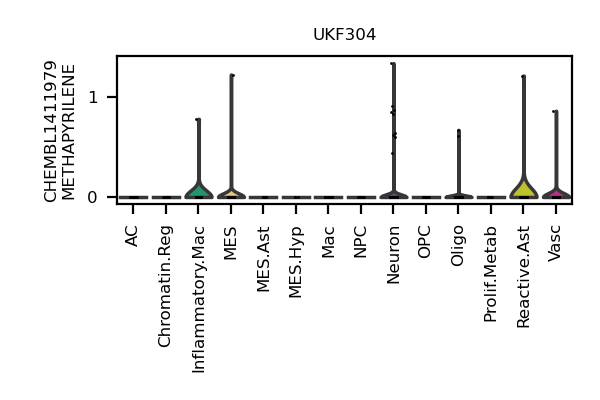 UKF304
CHEMBL1411979
METHAPYRILENE
1
0
AC
Chromatin.Reg
Inflammatory.Mac
MES
MES.Ast
MES.Hyp
Mac
NPC
Neuron
OPC
Oligo
Prolif.Metab
Reactive.Ast
Vasc